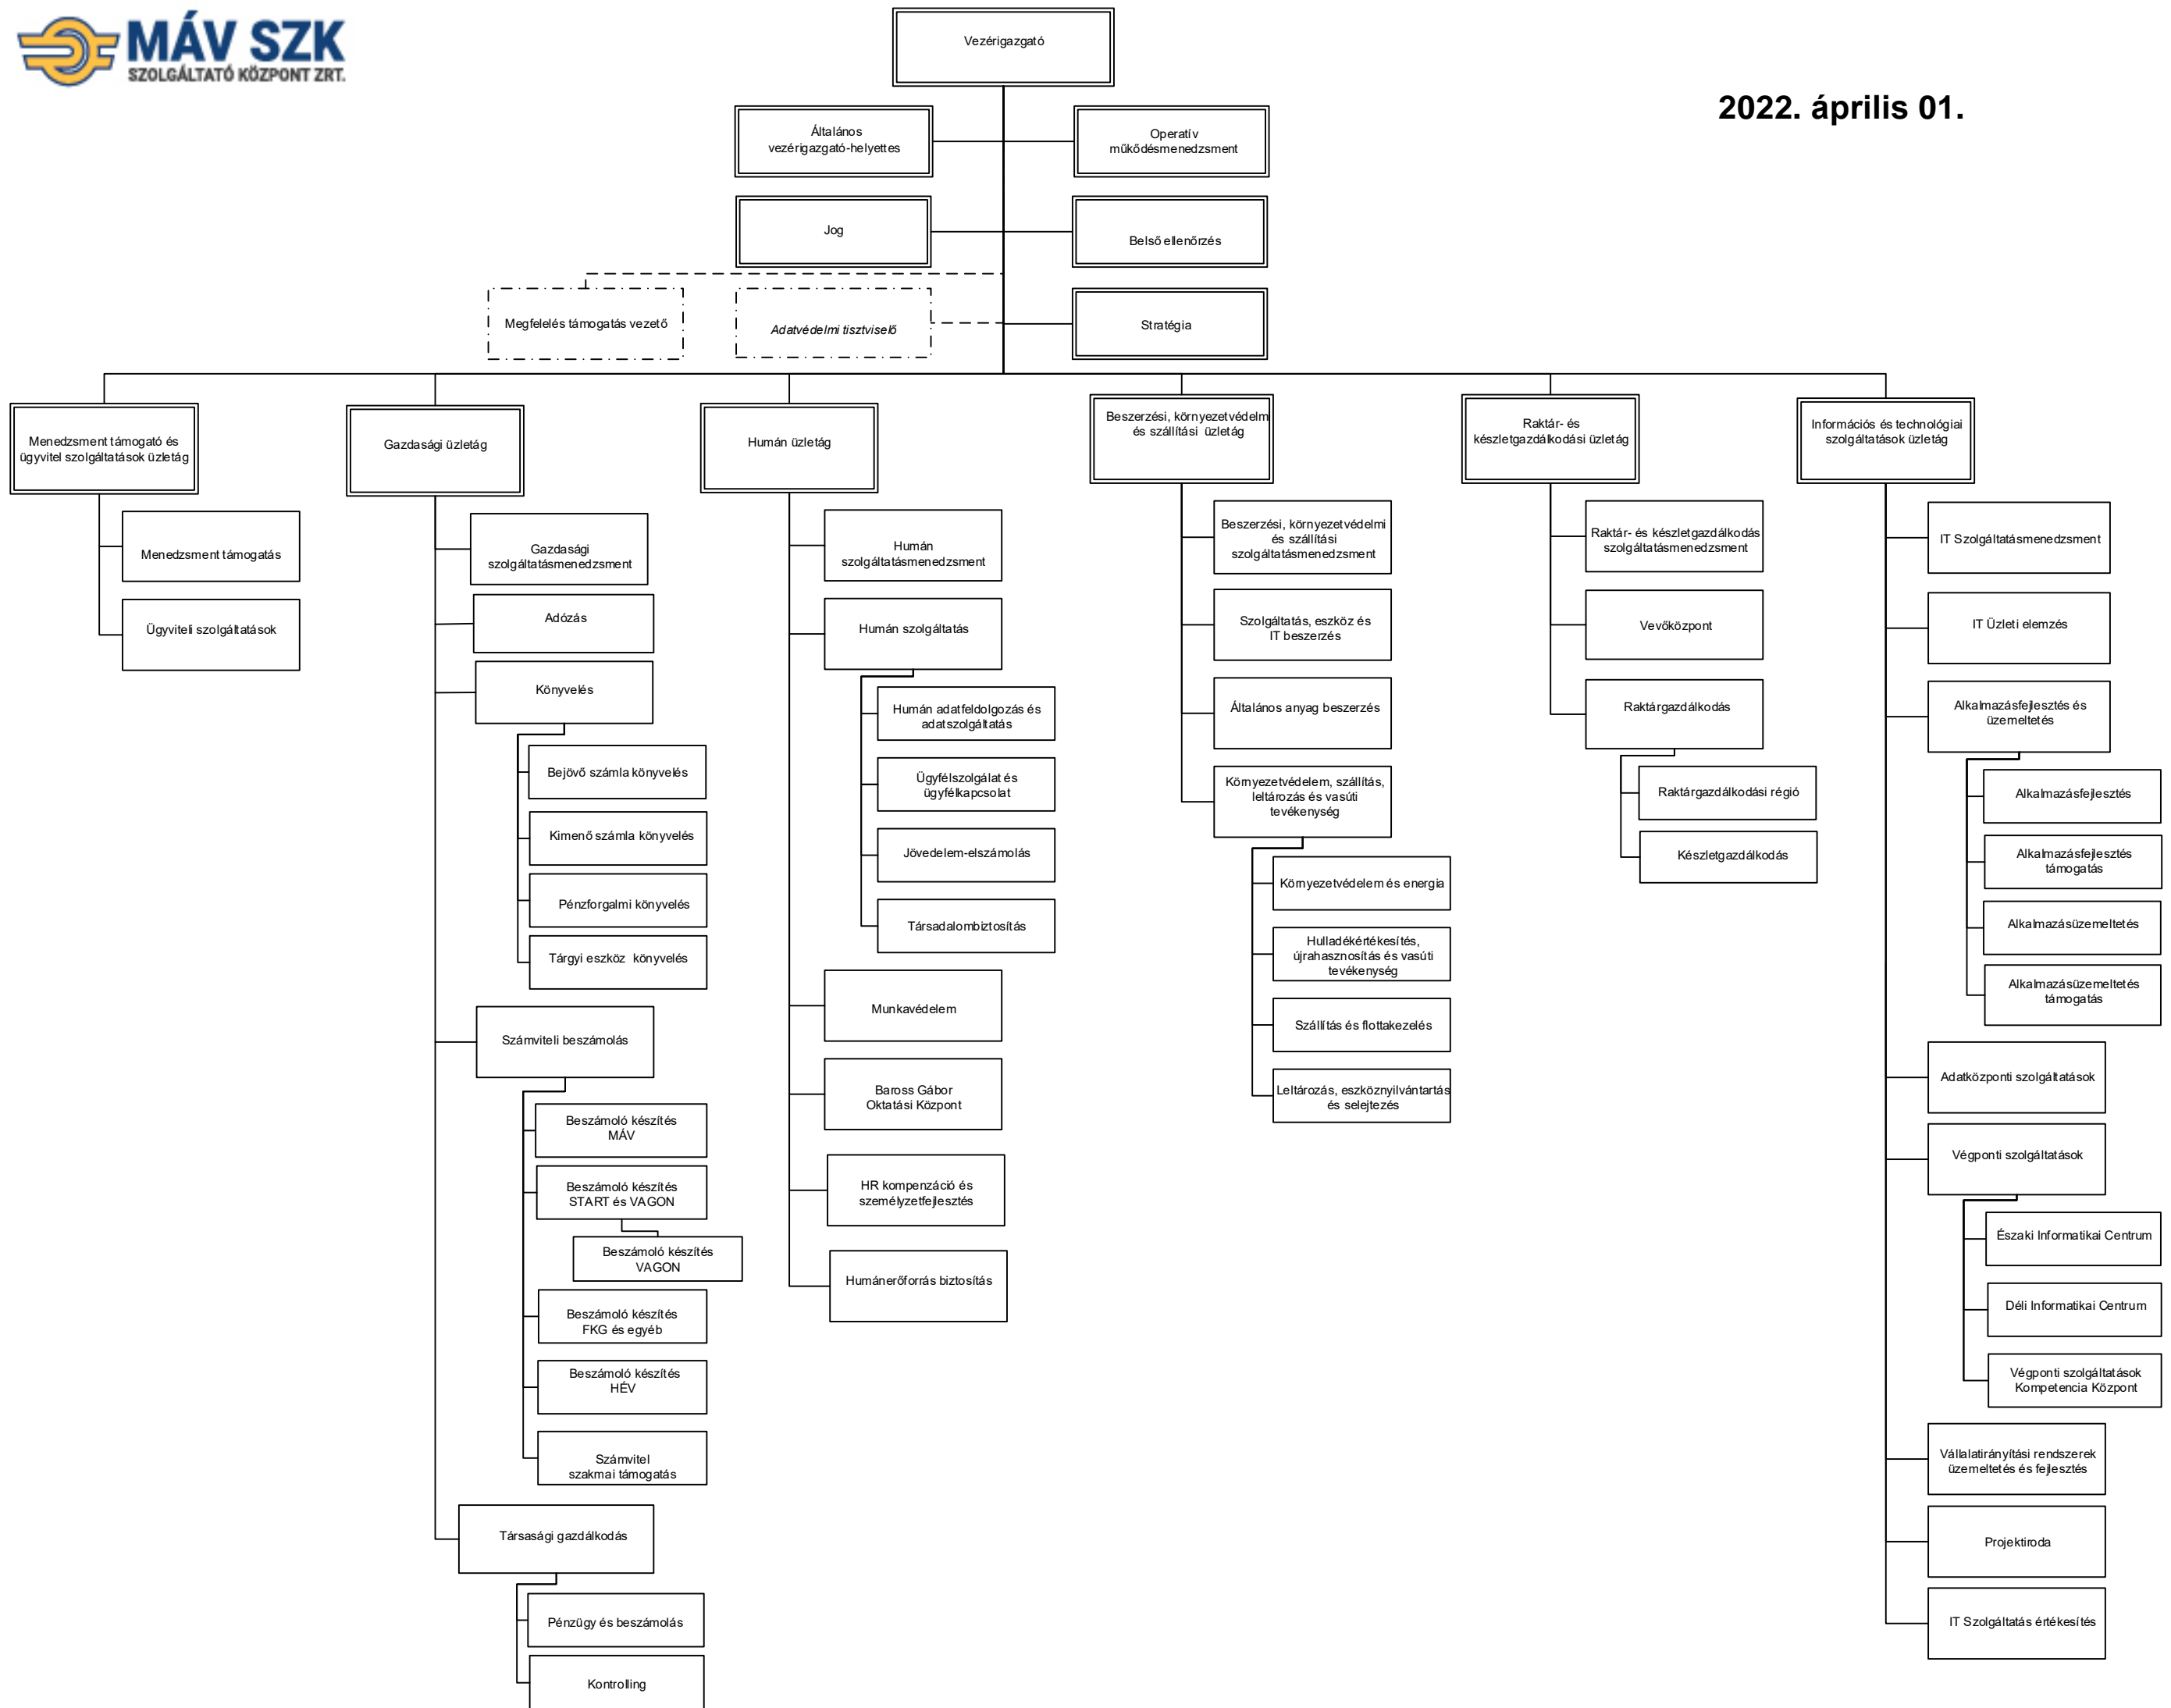 MÁV SZK
SZOLGÁLTATÓ KÖZPONT ZRT.
2022. április 01.
Vezérigazgató
Általános
vezérigazgató-helyettes
Operatív
működésmenedzsment
Jog
Belső ellenőrzés
Megfelelés támogatás vezető
Adatvédelmi tisztviselő
Stratégia
Menedzsment támogató és
ügyvitel szolgáltatások üzletág
Menedzsment támogatás
Ügyviteli szolgáltatások
Gazdasági üzletág
Gazdasági
szolgáltatásmenedzsment
Adózás
Könyvelés
Bejövő számla könyvelés
Kimenő számla könyvelés
Pénzforgalmi könyvelés
Tárgyi eszköz könyvelés
Számviteli beszámolás
Beszámoló készítés
MÁV
Beszámoló készítés
START és VAGON
Beszámoló készítés
VAGON
Beszámoló készítés
FKG és egyéb
Beszámoló készítés
HÉV
Számvitel
szakmai támogatás
Társasági gazdálkodás
Pénzügy és beszámolás
Kontrolling
Humán üzletág
Humán
szolgáltatásmenedzsment
Humán szolgáltatás
Humán adatfeldolgozás és
adatszolgáltatás
Ügyfélszolgálat és
ügyfélkapcsolat
Jövedelem-elszámolás
Társadalombiztosítás
Munkavédelem
Baross Gábor
Oktatási Központ
HR kompenzáció és
személyzetfejlesztés
Humánerőforrás biztosítás
Beszerzési, környezetvédelm
és szállítási üzletág
Beszerzési, környezetvédelmi
és szállítási
szolgáltatásmenedzsment
Szolgáltatás, eszköz és
IT beszerzés
Általános anyag beszerzés
Környezetvédelem, szállítás,
leltározás és vasúti
tevékenység
Környezetvédelem és energia
Hulladékértékesítés,
újrahasznosítás és vasúti
tevékenység
Szállítás és flottakezelés
Leltározás, eszköznyilvántartás
és selejtezés
Raktár- és
készletgazdálkodási üzletág
Raktár- és készletgazdálkodás
szolgáltatásmenedzsment
Vevőközpont
Raktárgazdálkodás
Raktárgazdálkodási régió
Készletgazdálkodás
Információs és technológiai
szolgáltatások üzletág
IT Szolgáltatásmenedzsment
IT Üzleti elemzés
Alkalmazásfejlesztés és
üzemeltetés
Alkalmazásfejlesztés
Alkalmazásfejlesztés
támogatás
Alkalmazásüzemeltetés
Alkalmazásüzemeltetés
támogatás
Adatközponti szolgáltatások
Végponti szolgáltatások
Északi Informatikai Centrum
Déli Informatikai Centrum
Végponti szolgáltatások
Kompetencia Központ
Vállalatirányítási rendszerek
üzemeltetés és fejlesztés
Projektiroda
IT Szolgáltatás értékesítés